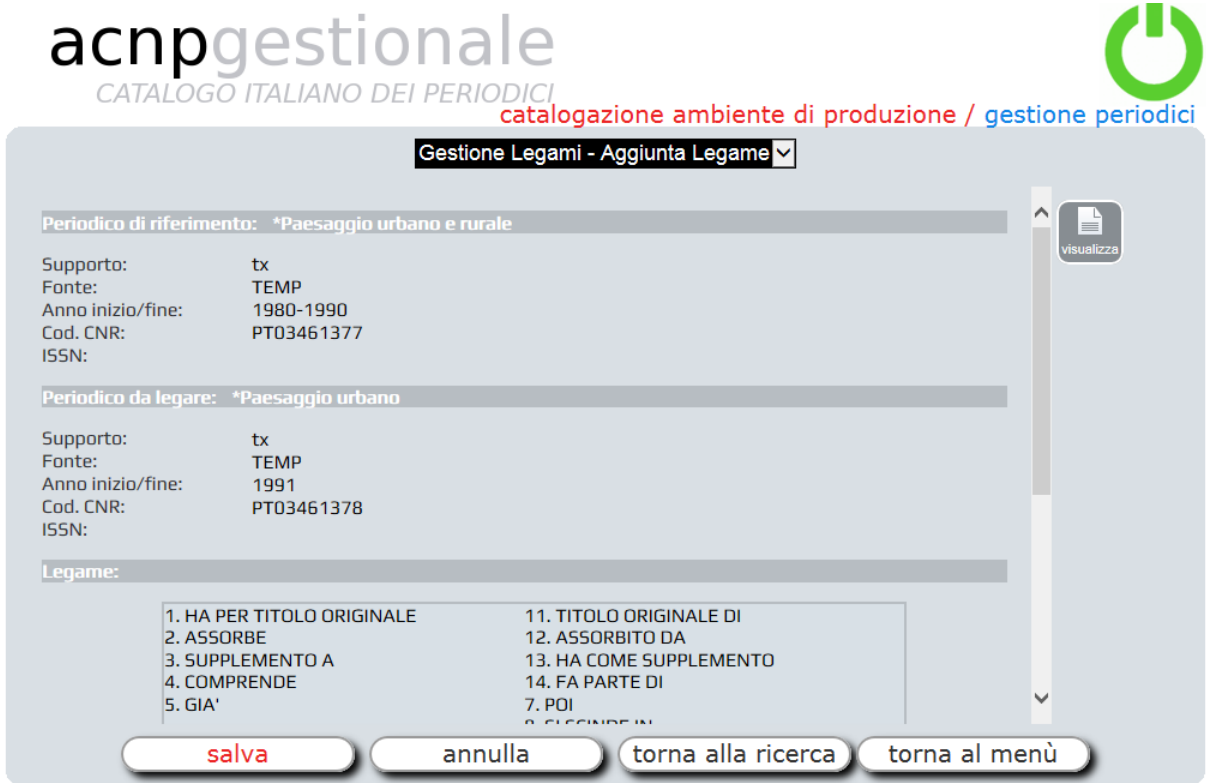 acnpgestionale
CATALOGO ITALIANO DEI PERIODICI
catalogazione ambiente di produzione / gestione periodici
Gestione Legami - Aggiunta Legame
Periodico di riferimento: *Paesaggio urbano e rurale
visualizza
Supporto: tx
Fonte: TEMP
Anno inizio/fine: 1980-1990
Cod. CNR: PT03461377
ISSN:
Periodico da legare: *Paesaggio urbano
Supporto: tx
Fonte: TEMP
Anno inizio/fine: 1991
Cod. CNR: PT03461378
ISSN:
Legame:
1. HA PER TITOLO ORIGINALE 11. TITOLO ORIGINALE DI
2. ASSORBE 12. ASSORBITO DA
3. SUPPLEMENTO A 13. HA COME SUPPLEMENTO
4. COMPRENDE 14. FA PARTE DI
5. GIA' 7. POI
salva annulla torna alla ricerca torna al menù